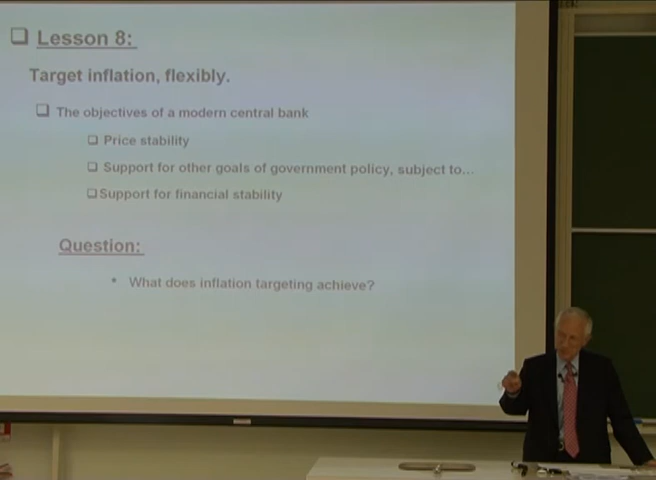 Lesson 8:
Target inflation, flexibly.
The objectives of a modern central bank
Price stability
Support for other goals of government policy, subject to...
Support for financial stability
Question:
What does inflation targeting achieve?